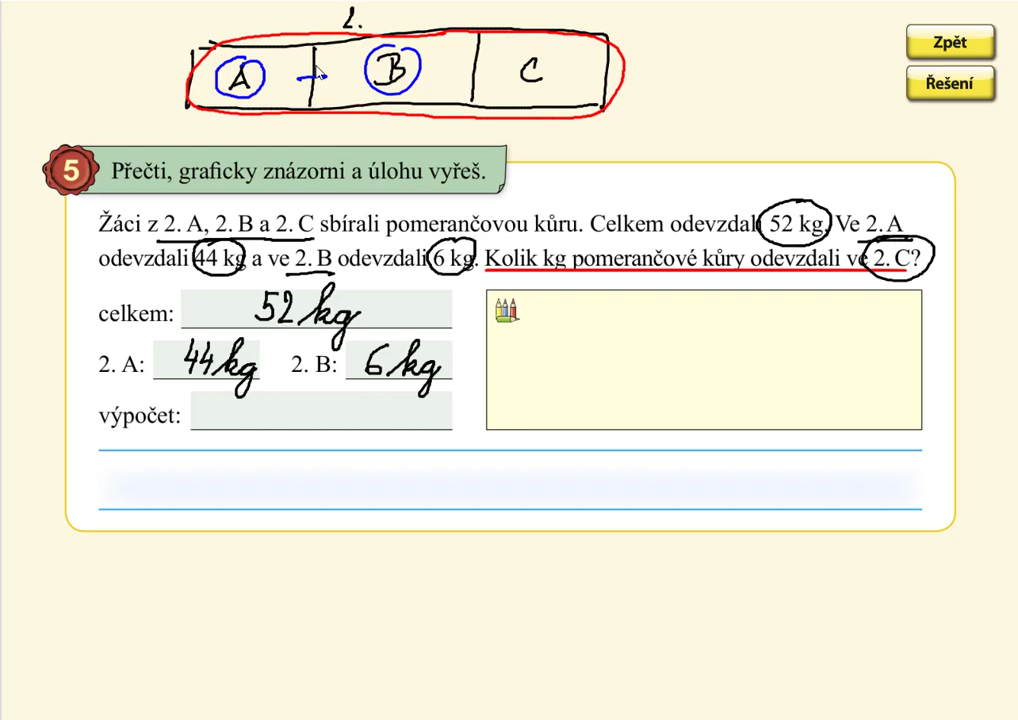 2.
A B C
Zpět
Řešení
5 Přečti, graficky znázorni a úlohu vyřeš.
Žáci z 2. A, 2. B a 2. C sbírali pomerančovou kůru. Celkem odevzdali 52 kg. Ve 2. A
odevzdali 44 kg a ve 2. B odevzdali 6 kg. Kolik kg pomerančové kůry odevzdali ve 2. C?
celkem: 52 kg
2. A: 44 kg 2. B: 6 kg
výpočet: